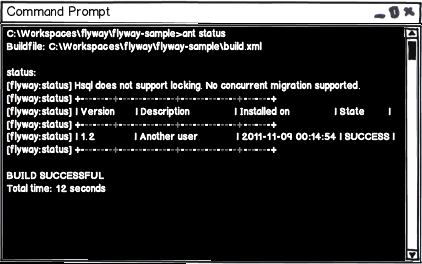 Command Prompt
C:\Workspaces\flyway\flyway-sample>ant status
Buildfile: C:\Workspaces\flyway\flyway-sample\build.xml
status:
[flyway:status] Hsql does not support locking. No concurrent migration supported.
[flyway:status] +-------------+------------------------+---------------------+---------+
[flyway:status] | Version | Description | Installed on | State |
[flyway:status] +-------------+------------------------+---------------------+---------+
[flyway:status] | 1.2 | Another user | 2011-11-09 00:14:54 | SUCCESS |
[flyway:status] +-------------+------------------------+---------------------+---------+
BUILD SUCCESSFUL
Total time: 12 seconds